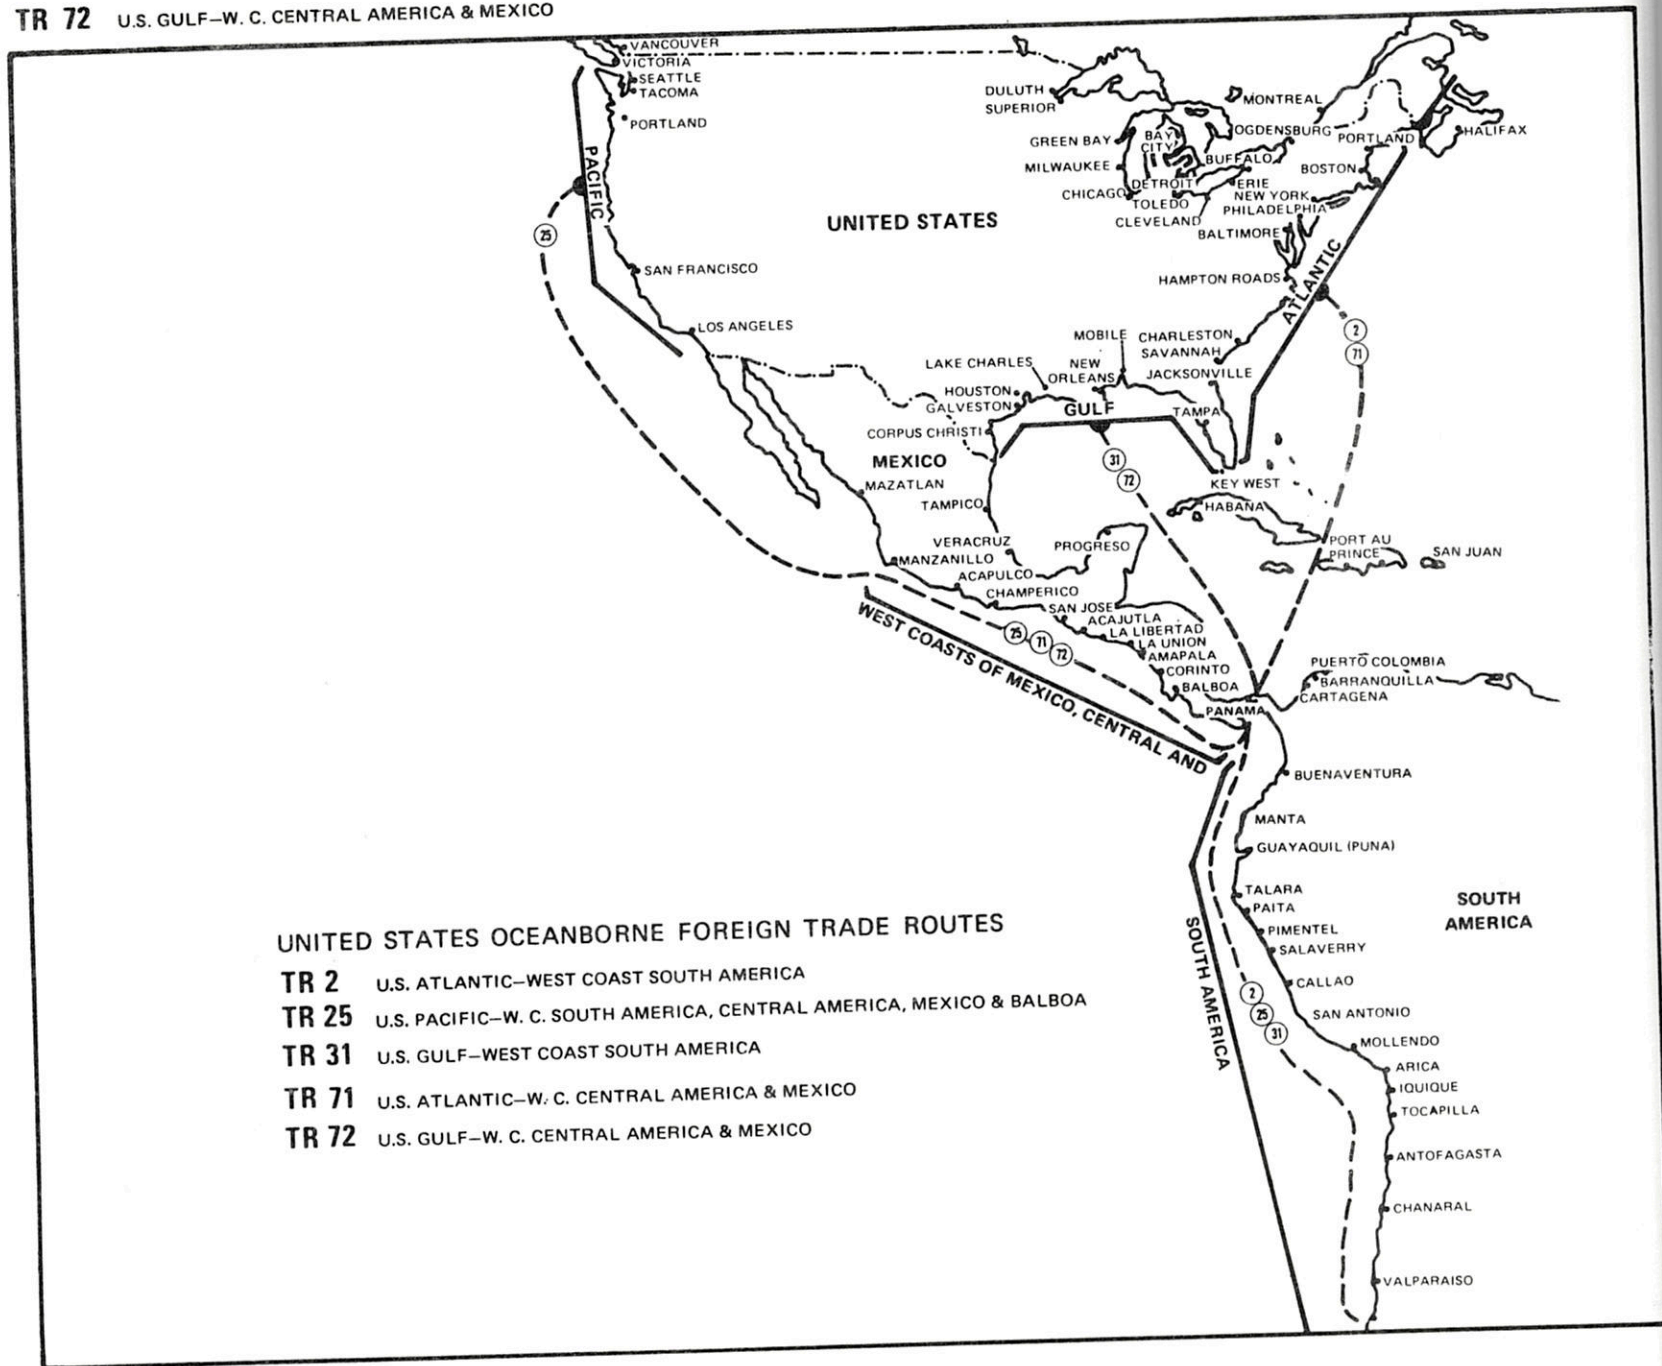 TR 72 U.S. GULF–W. C. CENTRAL AMERICA & MEXICO
VANCOUVER
VICTORIA
SEATTLE
TACOMA
PORTLAND
PACIFIC
25
SAN FRANCISCO
LOS ANGELES
UNITED STATES
DULUTH
SUPERIOR
GREEN BAY
MILWAUKEE
CHICAGO
BAY
CITY
DETROIT
TOLEDO
CLEVELAND
MONTREAL
OGDENSBURG
BUFFALO
ERIE
PORTLAND
HALIFAX
BOSTON
NEW YORK
PHILADELPHIA
BALTIMORE
HAMPTON ROADS
ATLANTIC
2
71
MOBILE
CHARLESTON
SAVANNAH
JACKSONVILLE
LAKE CHARLES
NEW
ORLEANS
HOUSTON
GALVESTON
GULF
TAMPA
CORPUS CHRISTI
31
72
MEXICO
KEY WEST
MAZATLAN
TAMPICO
HABANA
VERACRUZ
PROGRESO
PORT AU
PRINCE
SAN JUAN
MANZANILLO
ACAPULCO
CHAMPERICO
SAN JOSE
ACAJUTLA
LA LIBERTAD
LA UNION
AMAPALA
CORINTO
BALBOA
PANAMA
25
71
72
WEST COASTS OF MEXICO, CENTRAL AND
PUERTO COLOMBIA
BARRANQUILLA
CARTAGENA
BUENAVENTURA
MANTA
GUAYAQUIL (PUNA)
TALARA
PAITA
PIMENTEL
SALAVERRY
CALLAO
SAN ANTONIO
MOLLENDO
ARICA
IQUIQUE
TOCAPILLA
ANTOFAGASTA
CHANARAL
VALPARAISO
SOUTH
AMERICA
SOUTH AMERICA
2
25
31
UNITED STATES OCEANBORNE FOREIGN TRADE ROUTES
TR 2 U.S. ATLANTIC–WEST COAST SOUTH AMERICA
TR 25 U.S. PACIFIC–W. C. SOUTH AMERICA, CENTRAL AMERICA, MEXICO & BALBOA
TR 31 U.S. GULF–WEST COAST SOUTH AMERICA
TR 71 U.S. ATLANTIC–W. C. CENTRAL AMERICA & MEXICO
TR 72 U.S. GULF–W. C. CENTRAL AMERICA & MEXICO